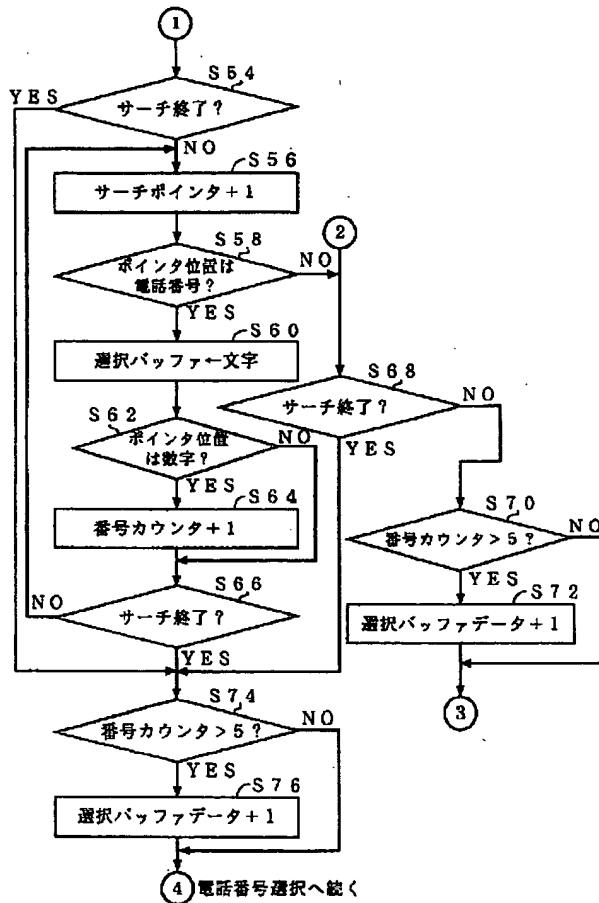 1
S54
YES
サーチ終了?
NO
S56
サーチポインタ+1
2
S58
ポインタ位置は
電話番号?
NO
YES
S60
選択バッファ←文字
S68
サーチ終了?
NO
YES
S62
ポインタ位置
は数字?
NO
YES
S64
番号カウンタ+1
S70
番号カウンタ>5?
NO
YES
S66
NO
サーチ終了?
YES
S72
選択バッファデータ+1
3
S74
番号カウンタ>5?
NO
YES
S76
選択バッファデータ+1
4 電話番号選択へ続く